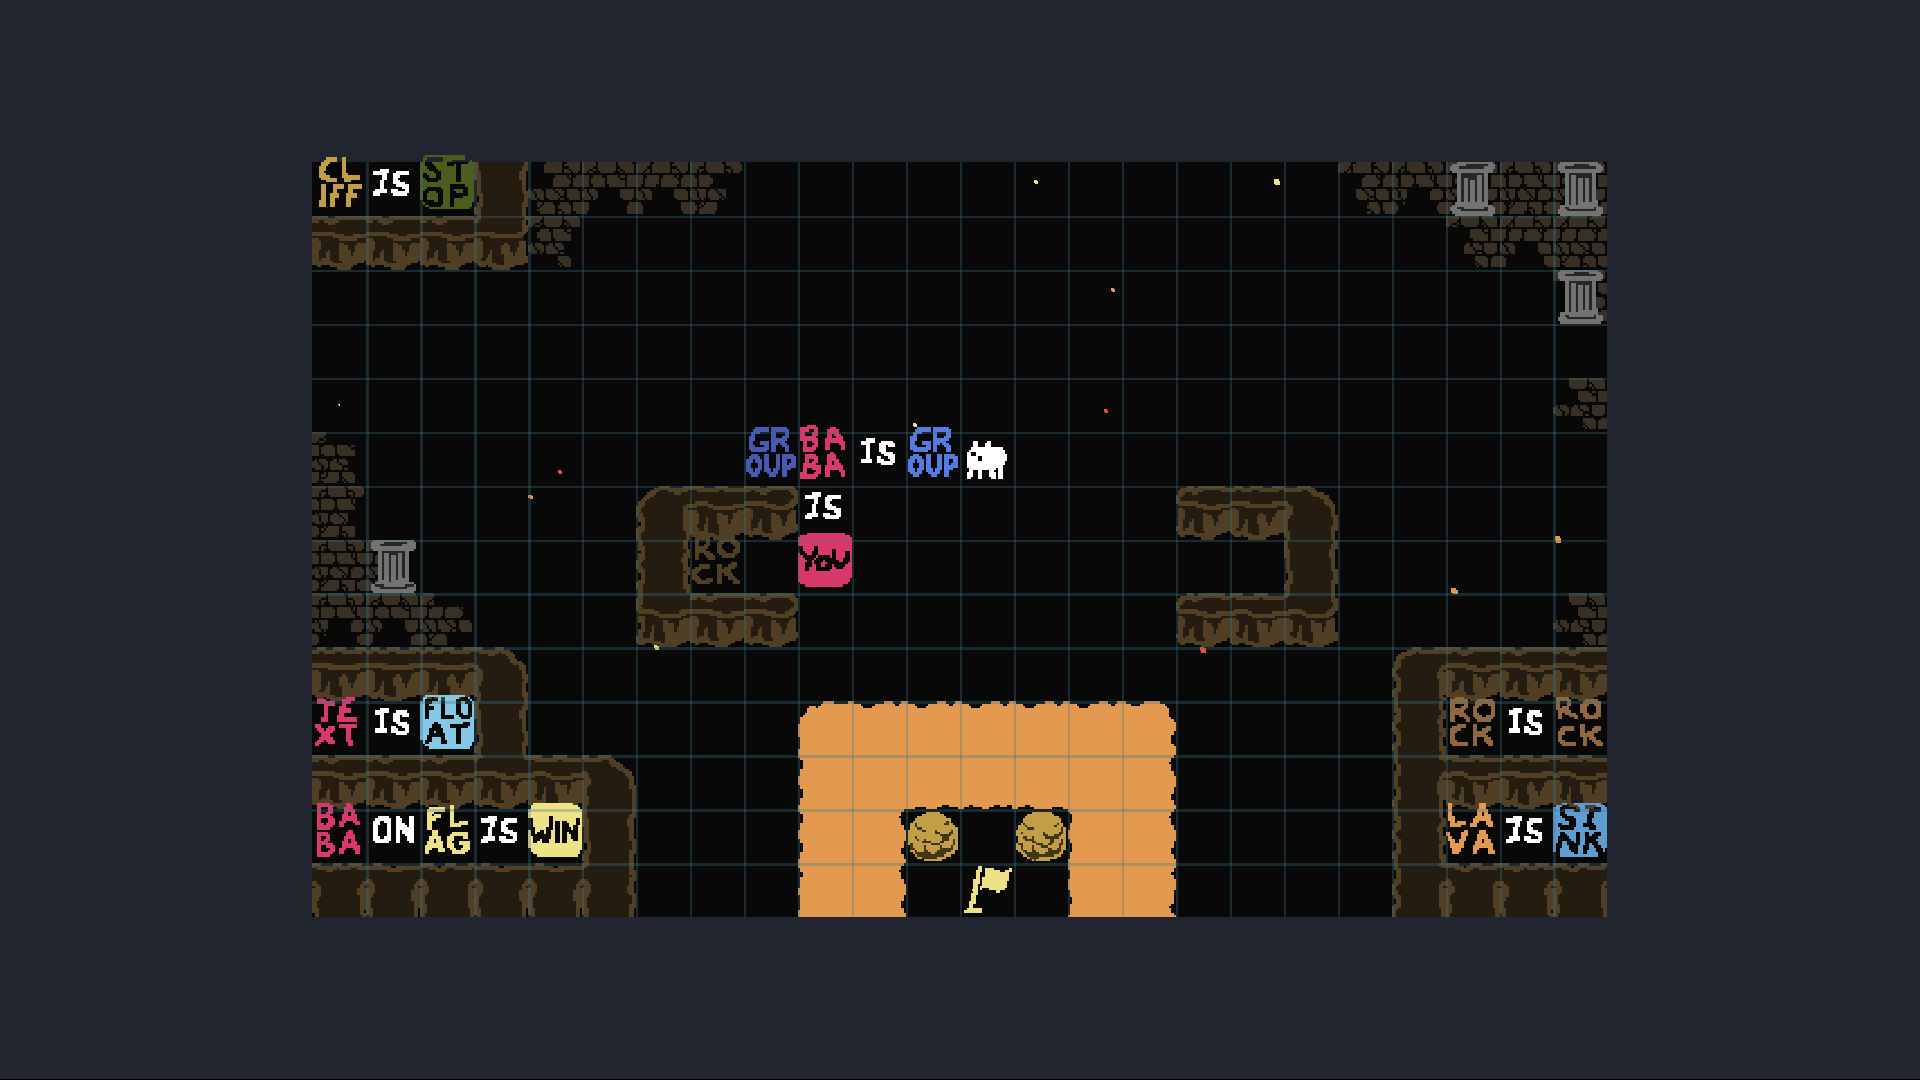 CLIFF IS STOP
GROUP BABA IS GROUP
IS
ROCK YOU
TEXT IS FLOAT
ROCK IS ROCK
BABA ON FLAG IS WIN
LAVA IS SINK